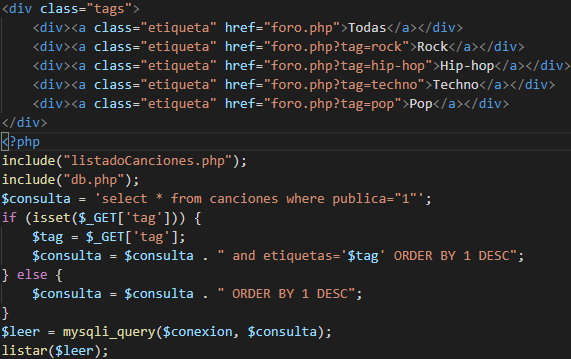 <div class="tags">
    <div><a class="etiqueta" href="foro.php">Todas</a></div>
    <div><a class="etiqueta" href="foro.php?tag=rock">Rock</a></div>
    <div><a class="etiqueta" href="foro.php?tag=hip-hop">Hip-hop</a></div>
    <div><a class="etiqueta" href="foro.php?tag=techno">Techno</a></div>
    <div><a class="etiqueta" href="foro.php?tag=pop">Pop</a></div>
</div>
<?php
include("listadoCanciones.php");
include("db.php");
$consulta = 'select * from canciones where publica="1"';
if (isset($_GET['tag'])) {
    $tag = $_GET['tag'];
    $consulta = $consulta . " and etiquetas='$tag' ORDER BY 1 DESC";
} else {
    $consulta = $consulta . " ORDER BY 1 DESC";
}
$leer = mysqli_query($conexion, $consulta);
listar($leer);